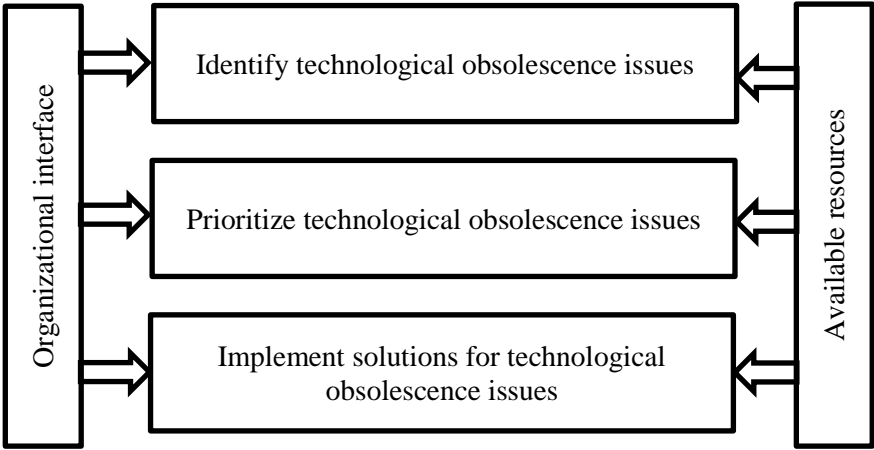 Organizational interface
Identify technological obsolescence issues
Prioritize technological obsolescence issues
Implement solutions for technological
obsolescence issues
Available resources